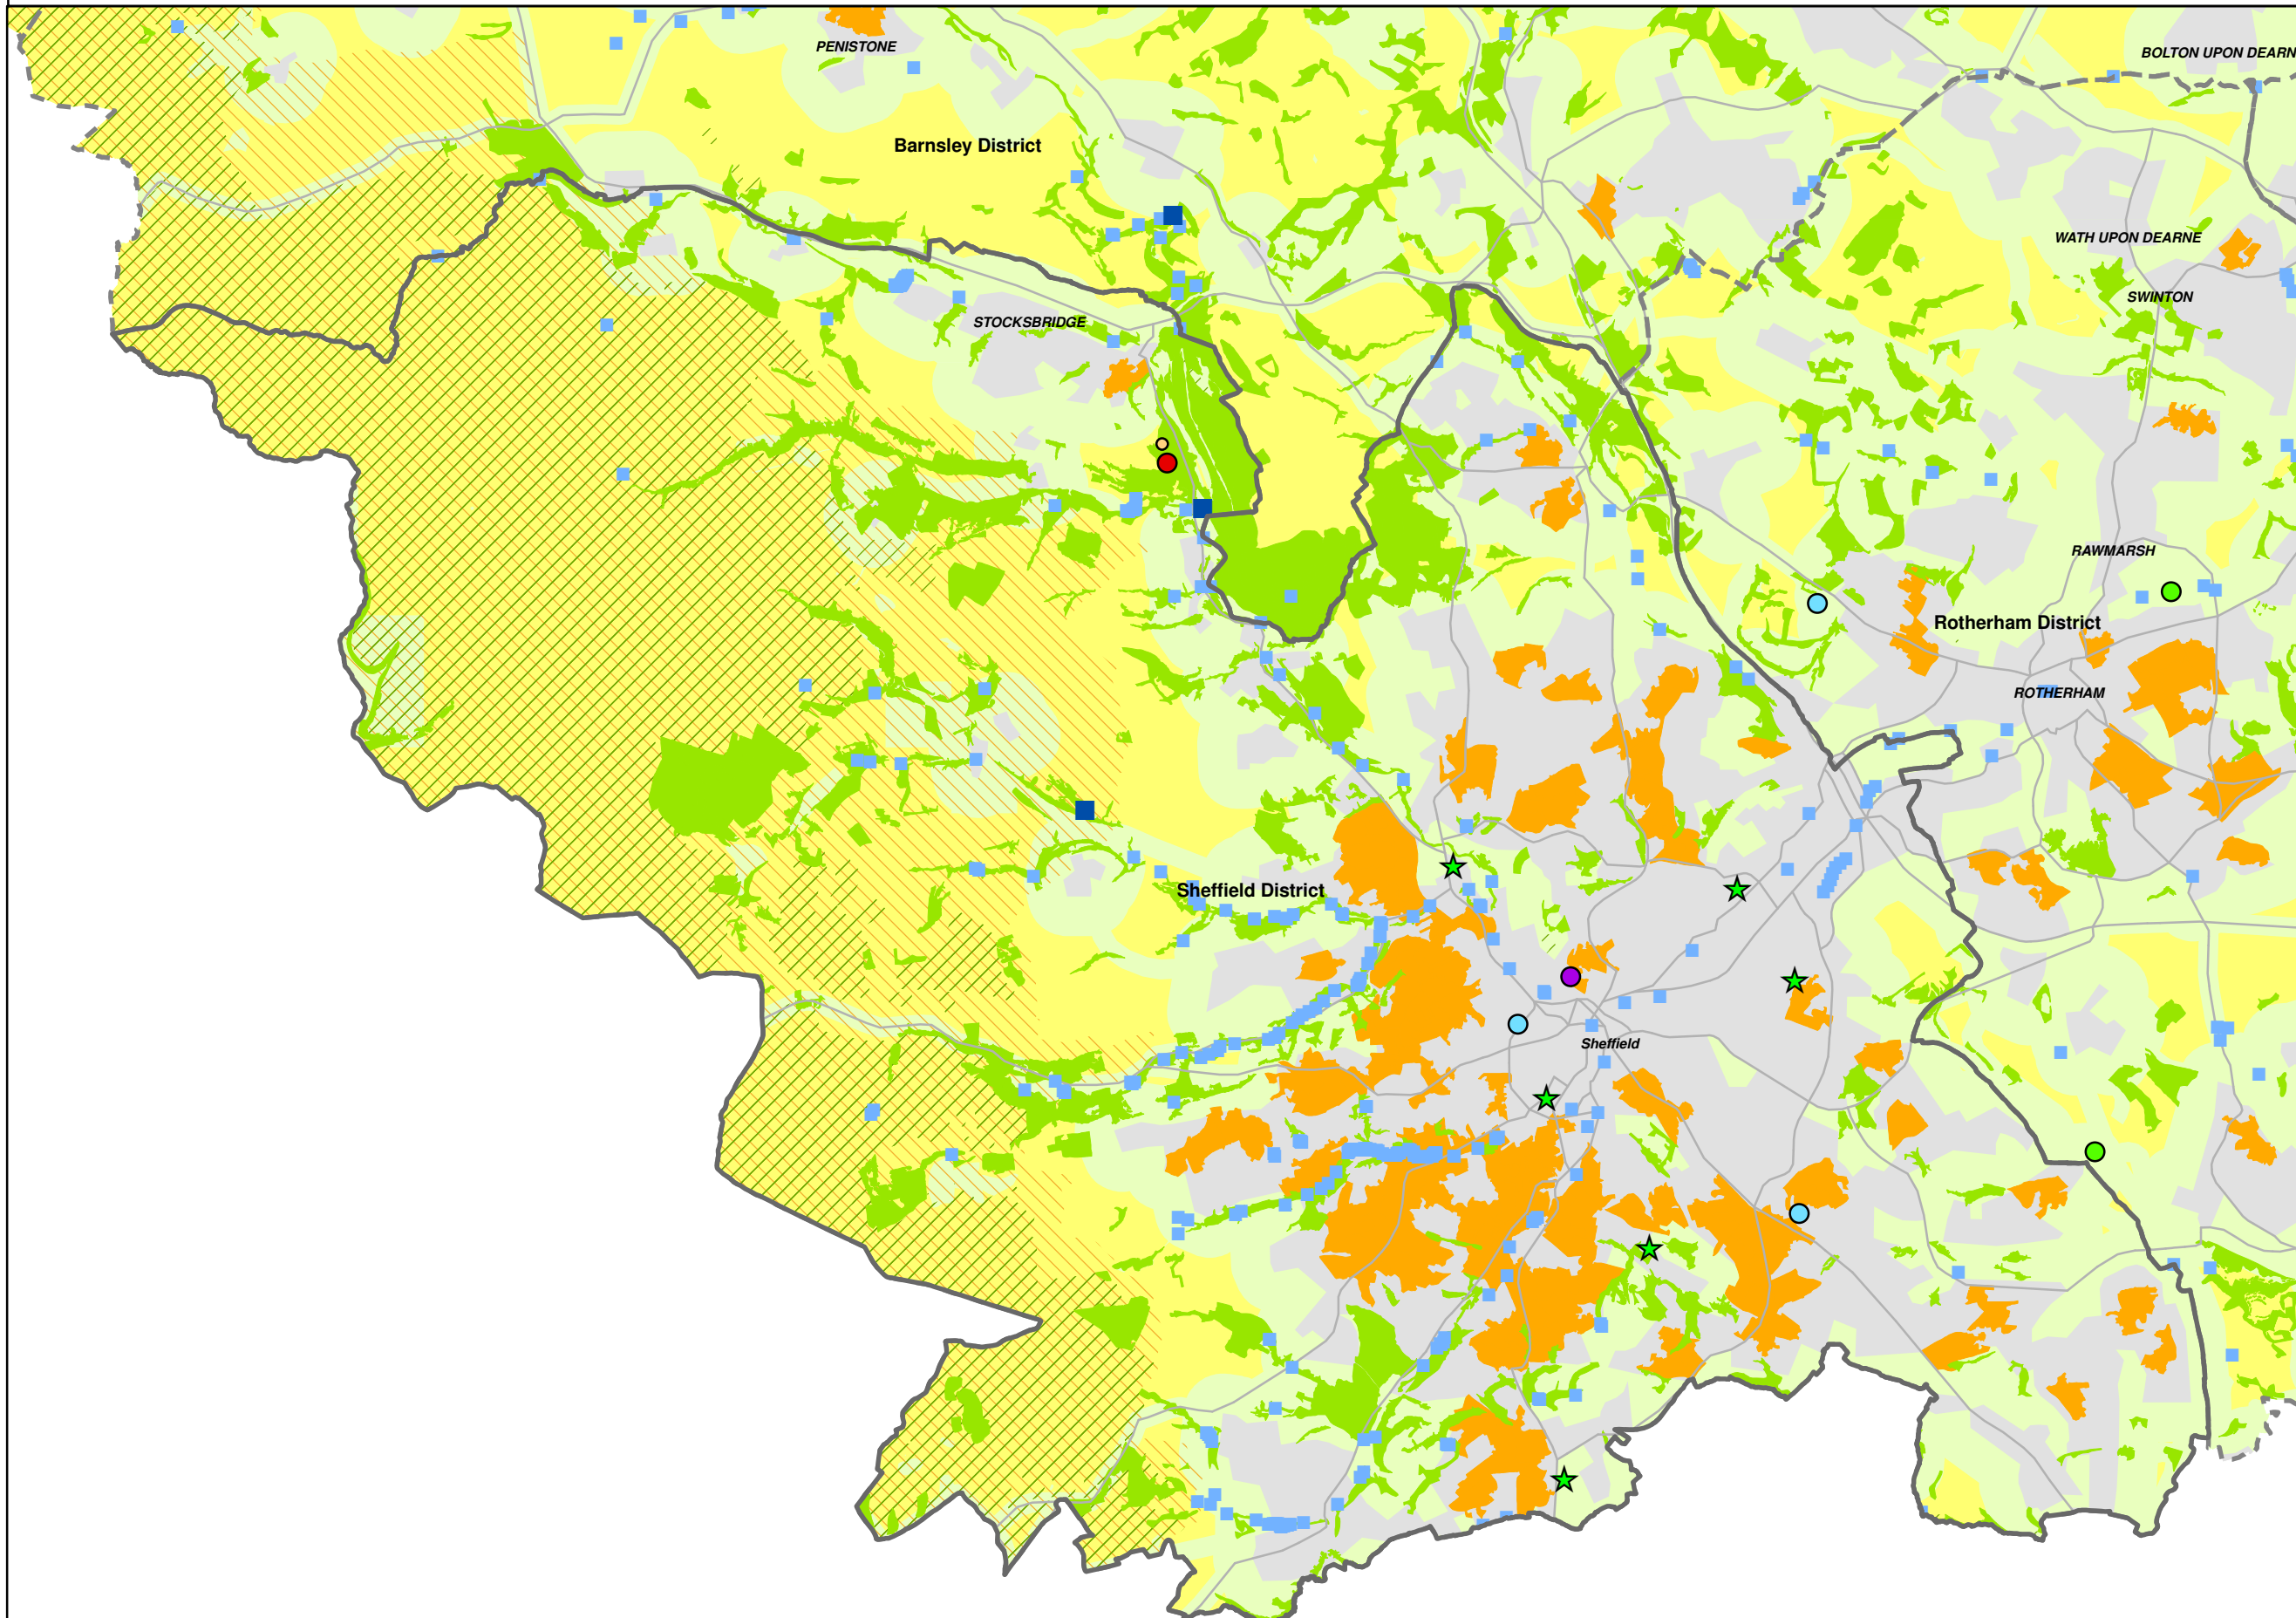 PENISTONE
BOLTON UPON DEARN
Barnsley District
WATH UPON DEARNE
SWINTON
STOCKSBRIDGE
RAWMARSH
Rotherham District
ROTHERHAM
Sheffield District
Sheffield